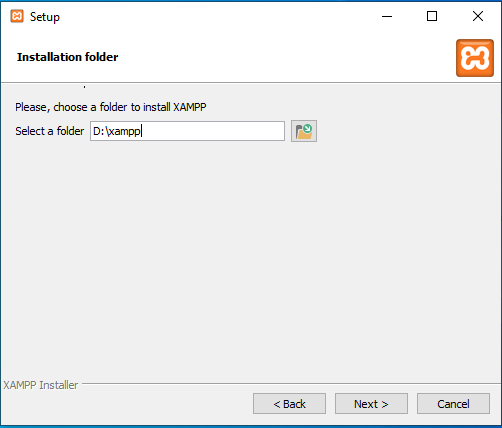 Setup
Installation folder
Please, choose a folder to install XAMPP
Select a folder D:\xampp
XAMPP Installer
< Back Next > Cancel